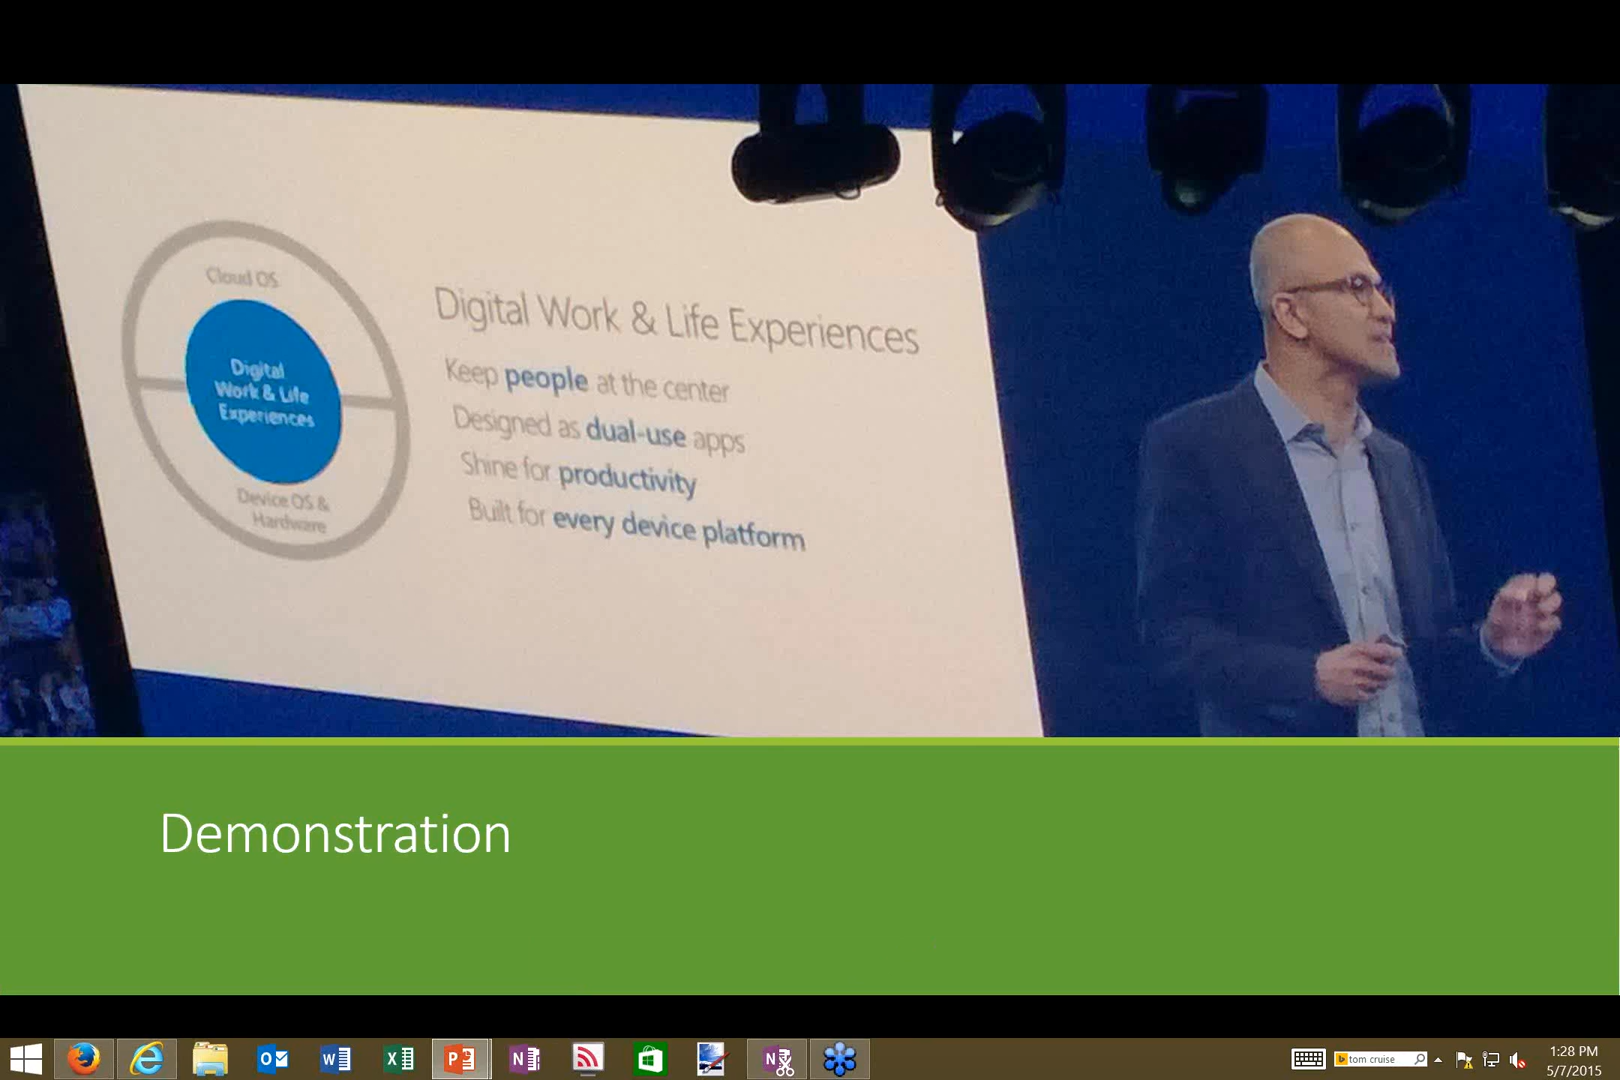 Cloud OS
Digital
Work & Life
Experiences
Device OS &
Hardware
Digital Work & Life Experiences
Keep people at the center
Designed as dual-use apps
Shine for productivity
Built for every device platform
Demonstration
tom cruise
1:28 PM
5/7/2015